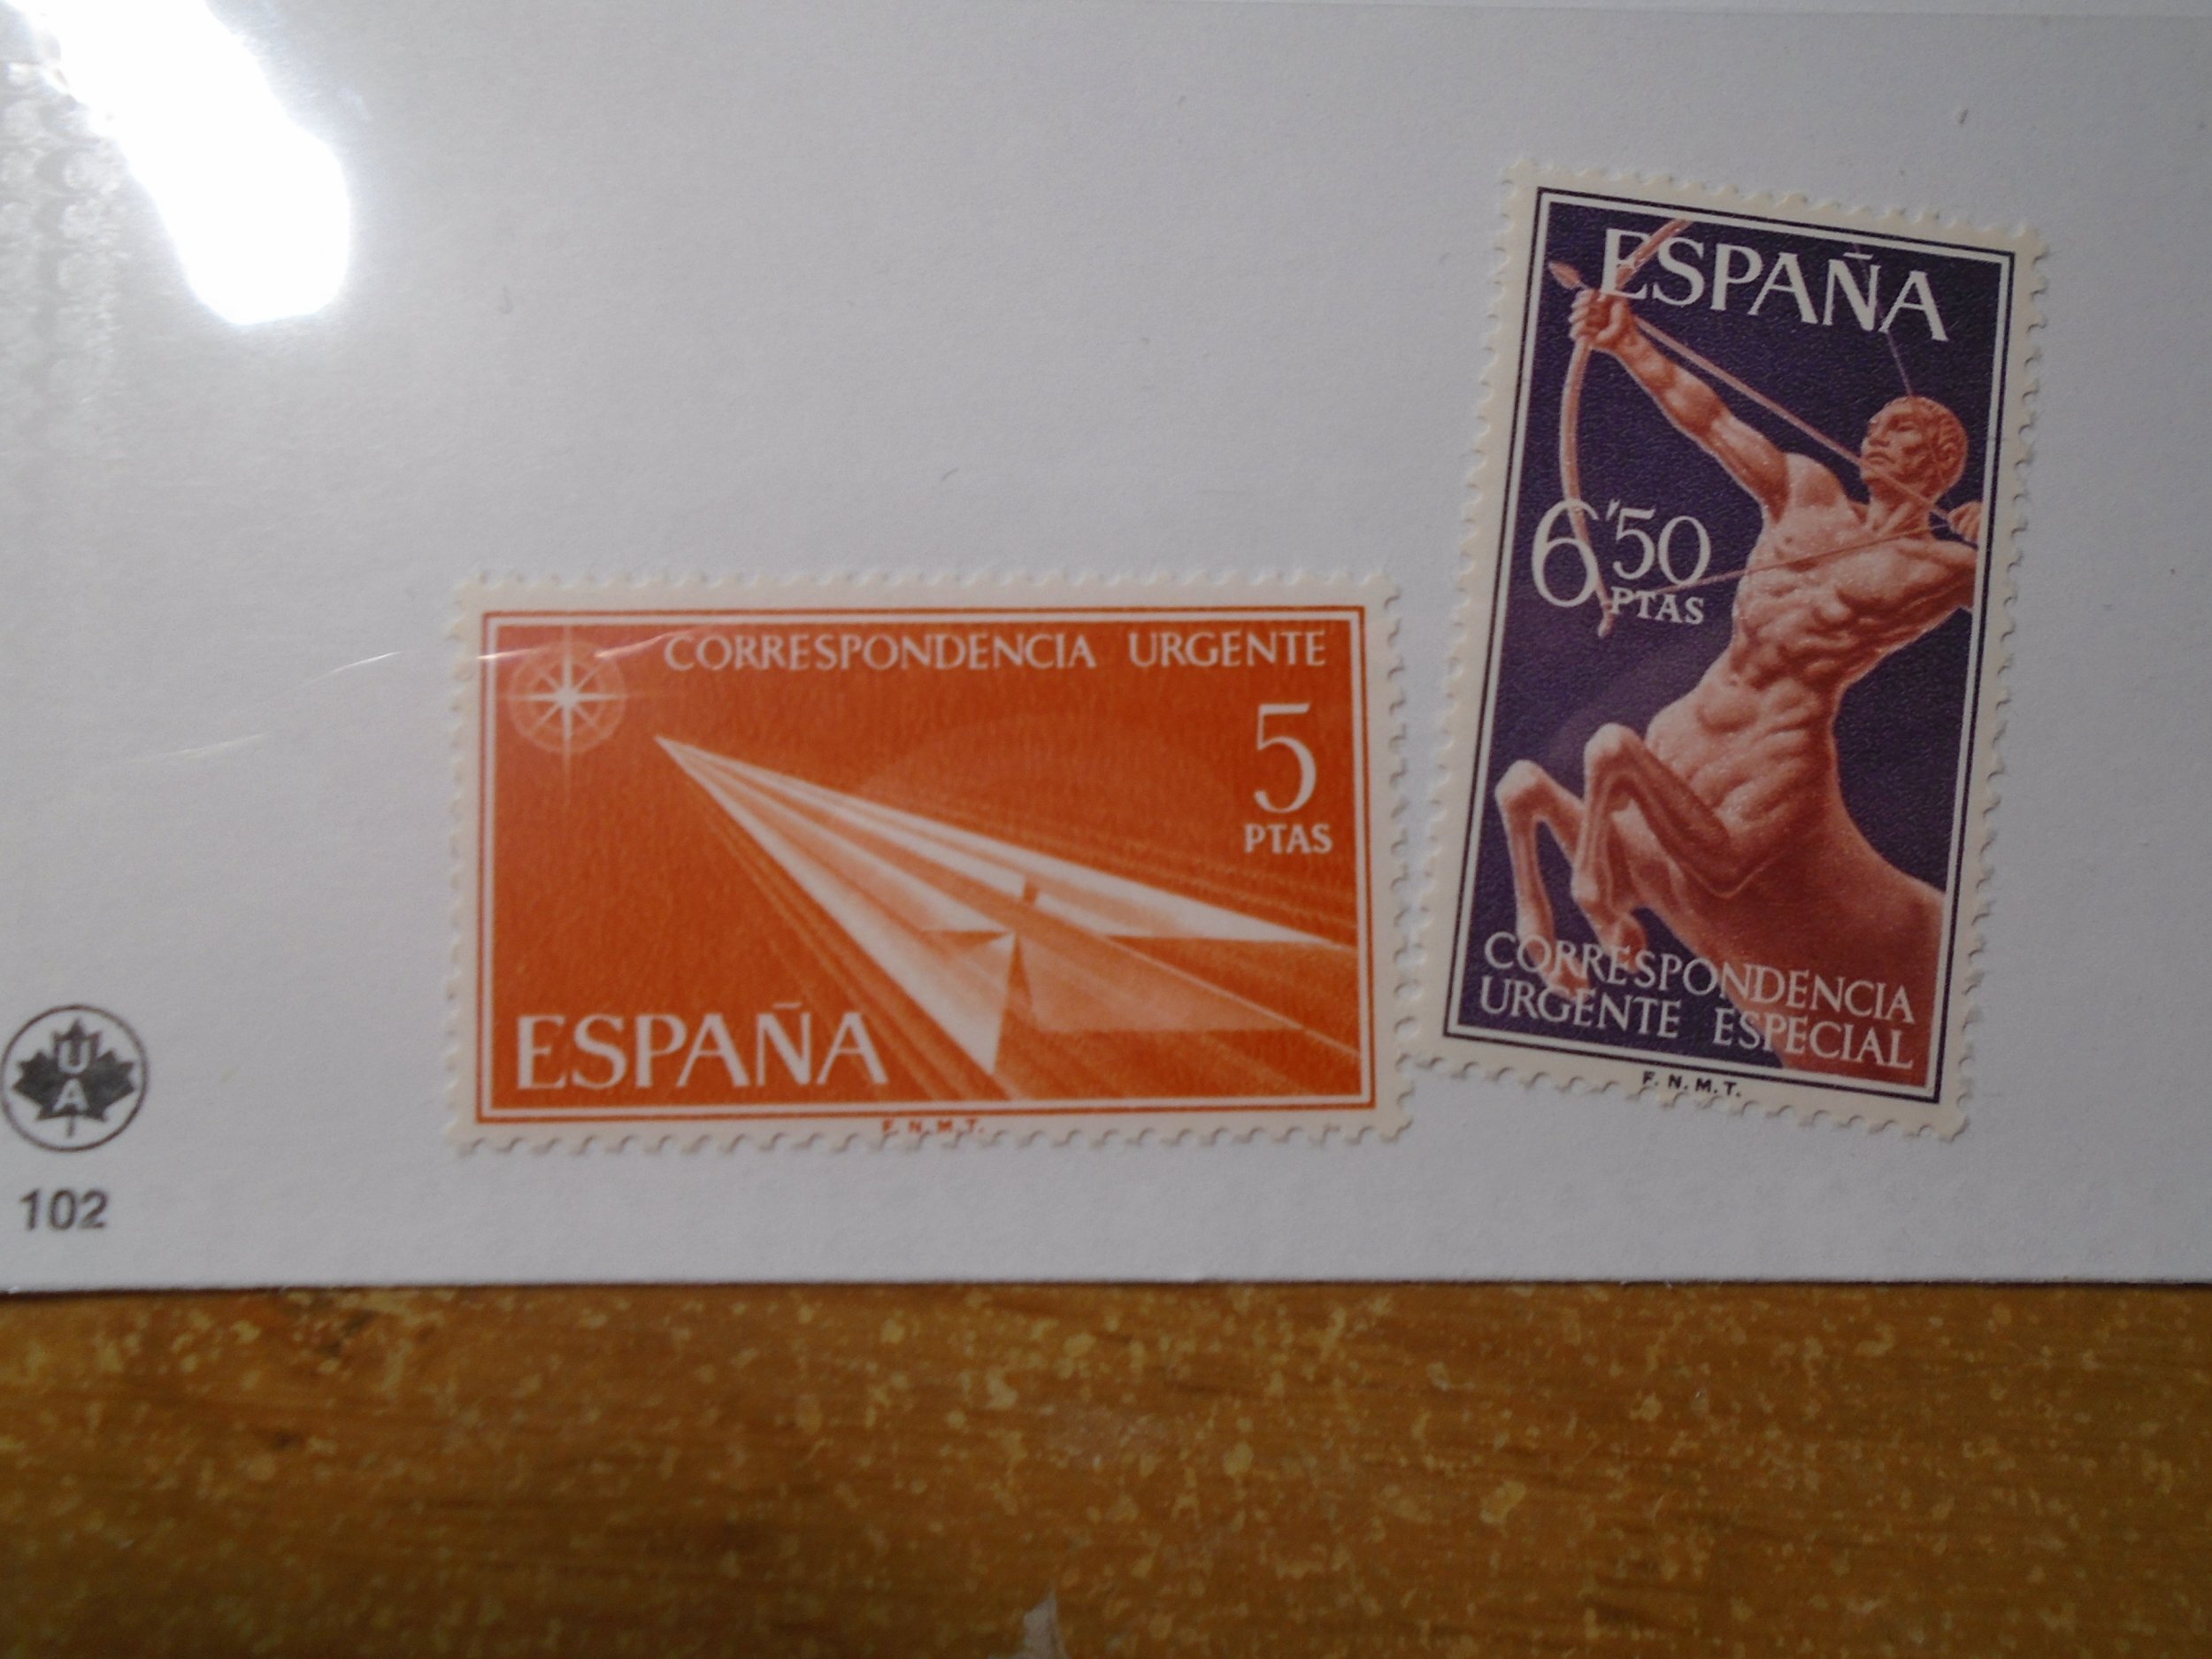 CORRESPONDENCIA URGENTE
5
PTAS
ESPAÑA
F. N. M. T.
ESPAÑA
6'50
PTAS
CORRESPONDENCIA
URGENTE ESPECIAL
F. N. M. T.
U
A
102